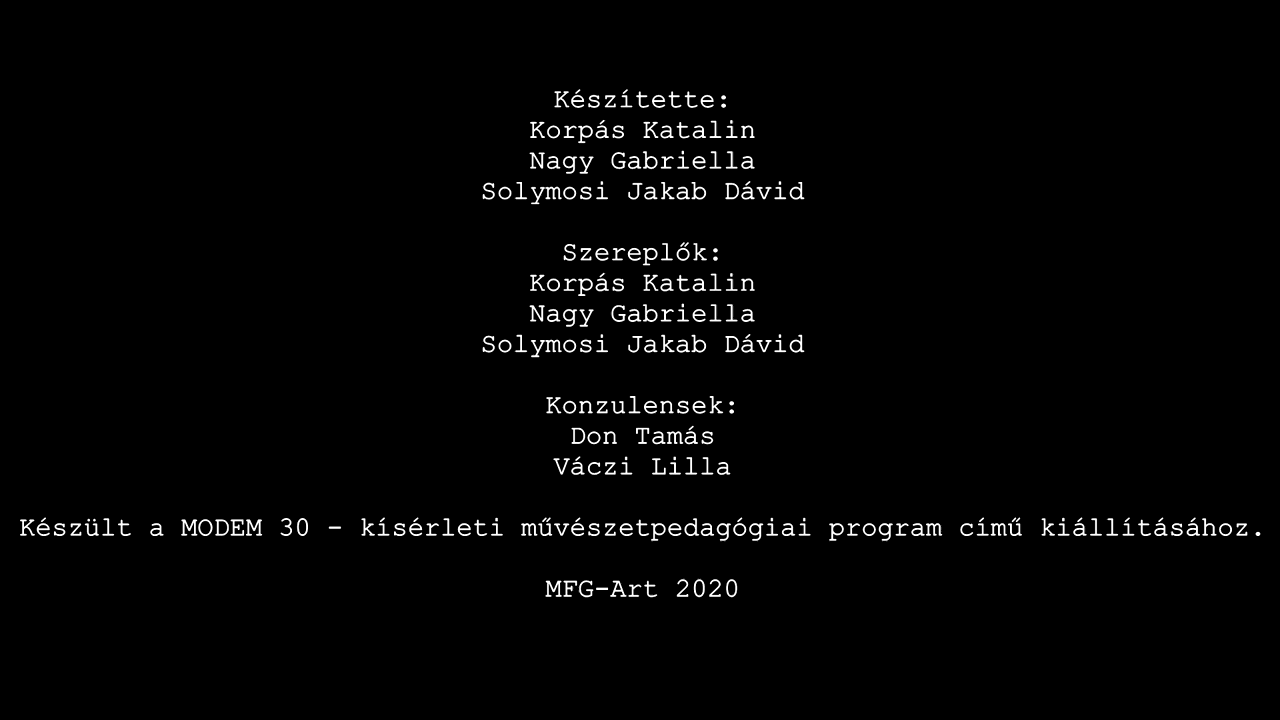 Készítette:
Korpás Katalin
Nagy Gabriella
Solymosi Jakab Dávid
Szereplők:
Korpás Katalin
Nagy Gabriella
Solymosi Jakab Dávid
Konzulensek:
Don Tamás
Váczi Lilla
Készült a MODEM 30 - kísérleti művészetpedagógiai program című kiállításához.
MFG-Art 2020